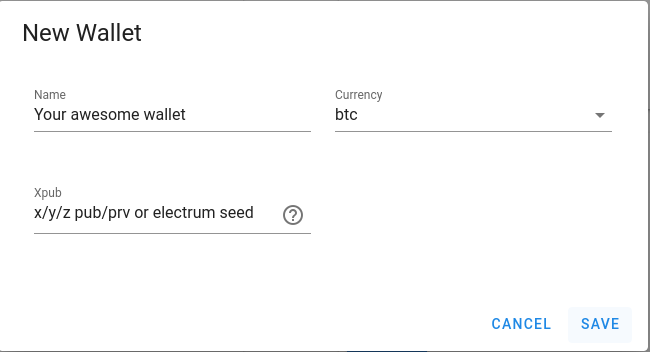 New Wallet
Name
Currency
Your awesome wallet
btc
Xpub
x/y/z pub/prv or electrum seed
CANCEL
SAVE